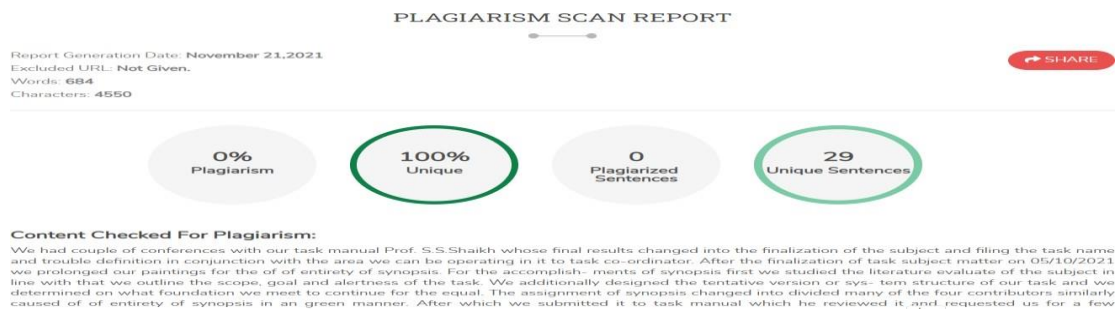 PLAGIARISM SCAN REPORT
Report Generation Date: November 21,2021
Excluded URL: Not Given.
Words: 684
Characters: 4550
SHARE
0%
Plagiarism
100%
Unique
0
Plagiarized
Sentences
29
Unique Sentences
Content Checked For Plagiarism:
We had couple of conferences with our task manual Prof. S.S.Shaikh whose final results changed into the finalization of the subject and filing the task name
and trouble definition in conjunction with the area we can be operating in it to task co-ordinator. After the finalization of task subject matter on 05/10/2021
we prolonged our paintings for the of of entirety of synopsis. For the accomplish- ments of synopsis first we studied the literature evaluate of the subject in
line with that we outline the scope, goal and alertness of the task. We additionally designed the tentative version or sys- tem structure of our task and we
determined on what foundation we meet to continue for the equal. The assignment of synopsis changed into divided many of the four contributors similarly
caused of of entirety of synopsis in an green manner. After which we submitted it to task manual which he reviewed it and requested us for a few